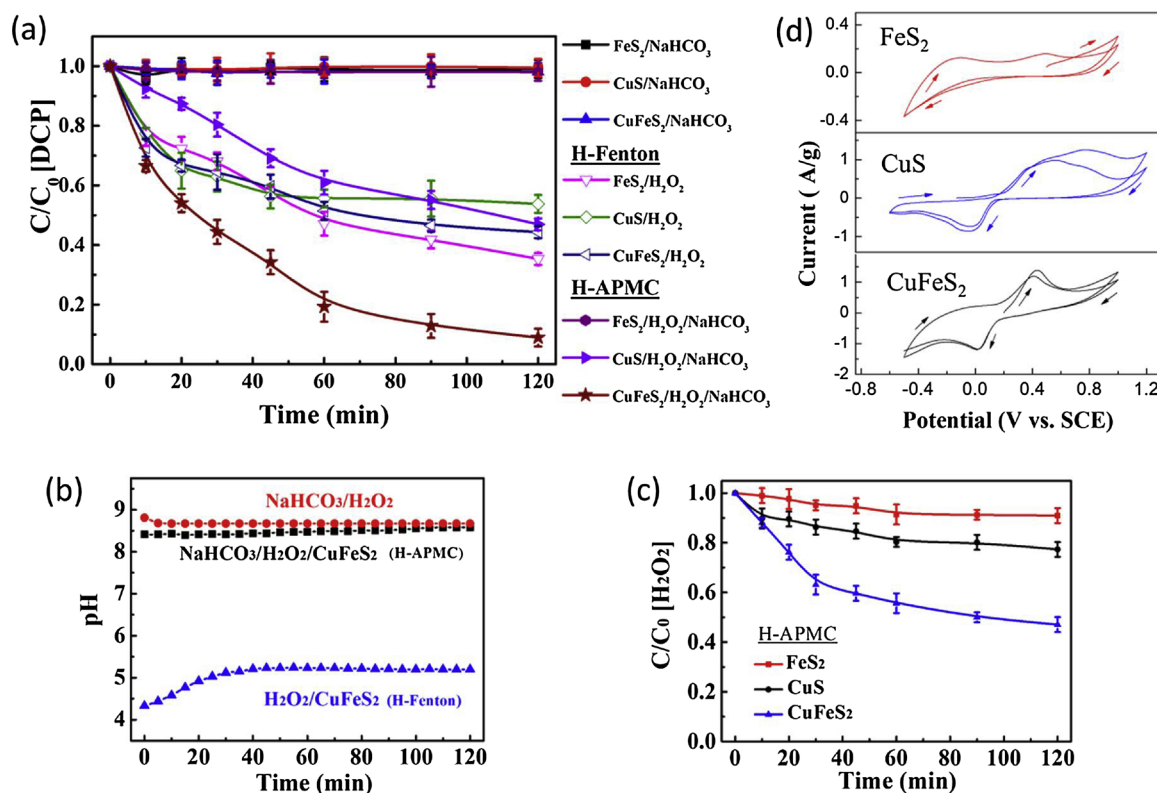 (a)
C/C₀ [DCP]
1.0
0.8
0.6
0.4
0.2
0.0
0 20 40 60 80 100 120
Time (min)
FeS₂/NaHCO₃
CuS/NaHCO₃
CuFeS₂/NaHCO₃
H-Fenton
FeS₂/H₂O₂
CuS/H₂O₂
CuFeS₂/H₂O₂
H-APMC
FeS₂/H₂O₂/NaHCO₃
CuS/H₂O₂/NaHCO₃
CuFeS₂/H₂O₂/NaHCO₃
(d)
Current ( A/g)
FeS₂
0.4
0.0
-0.4
CuS
1
0
-1
CuFeS₂
1
0
-1
-2
-0.8 -0.4 0.0 0.4 0.8 1.2
Potential (V vs. SCE)
(b)
pH
9
8
7
6
5
4
NaHCO₃/H₂O₂
NaHCO₃/H₂O₂/CuFeS₂ (H-APMC)
H₂O₂/CuFeS₂ (H-Fenton)
0 20 40 60 80 100 120
Time (min)
(c)
C/C₀ [H₂O₂]
1.0
0.8
0.6
0.4
0.2
0.0
H-APMC
FeS₂
CuS
CuFeS₂
0 20 40 60 80 100 120
Time (min)